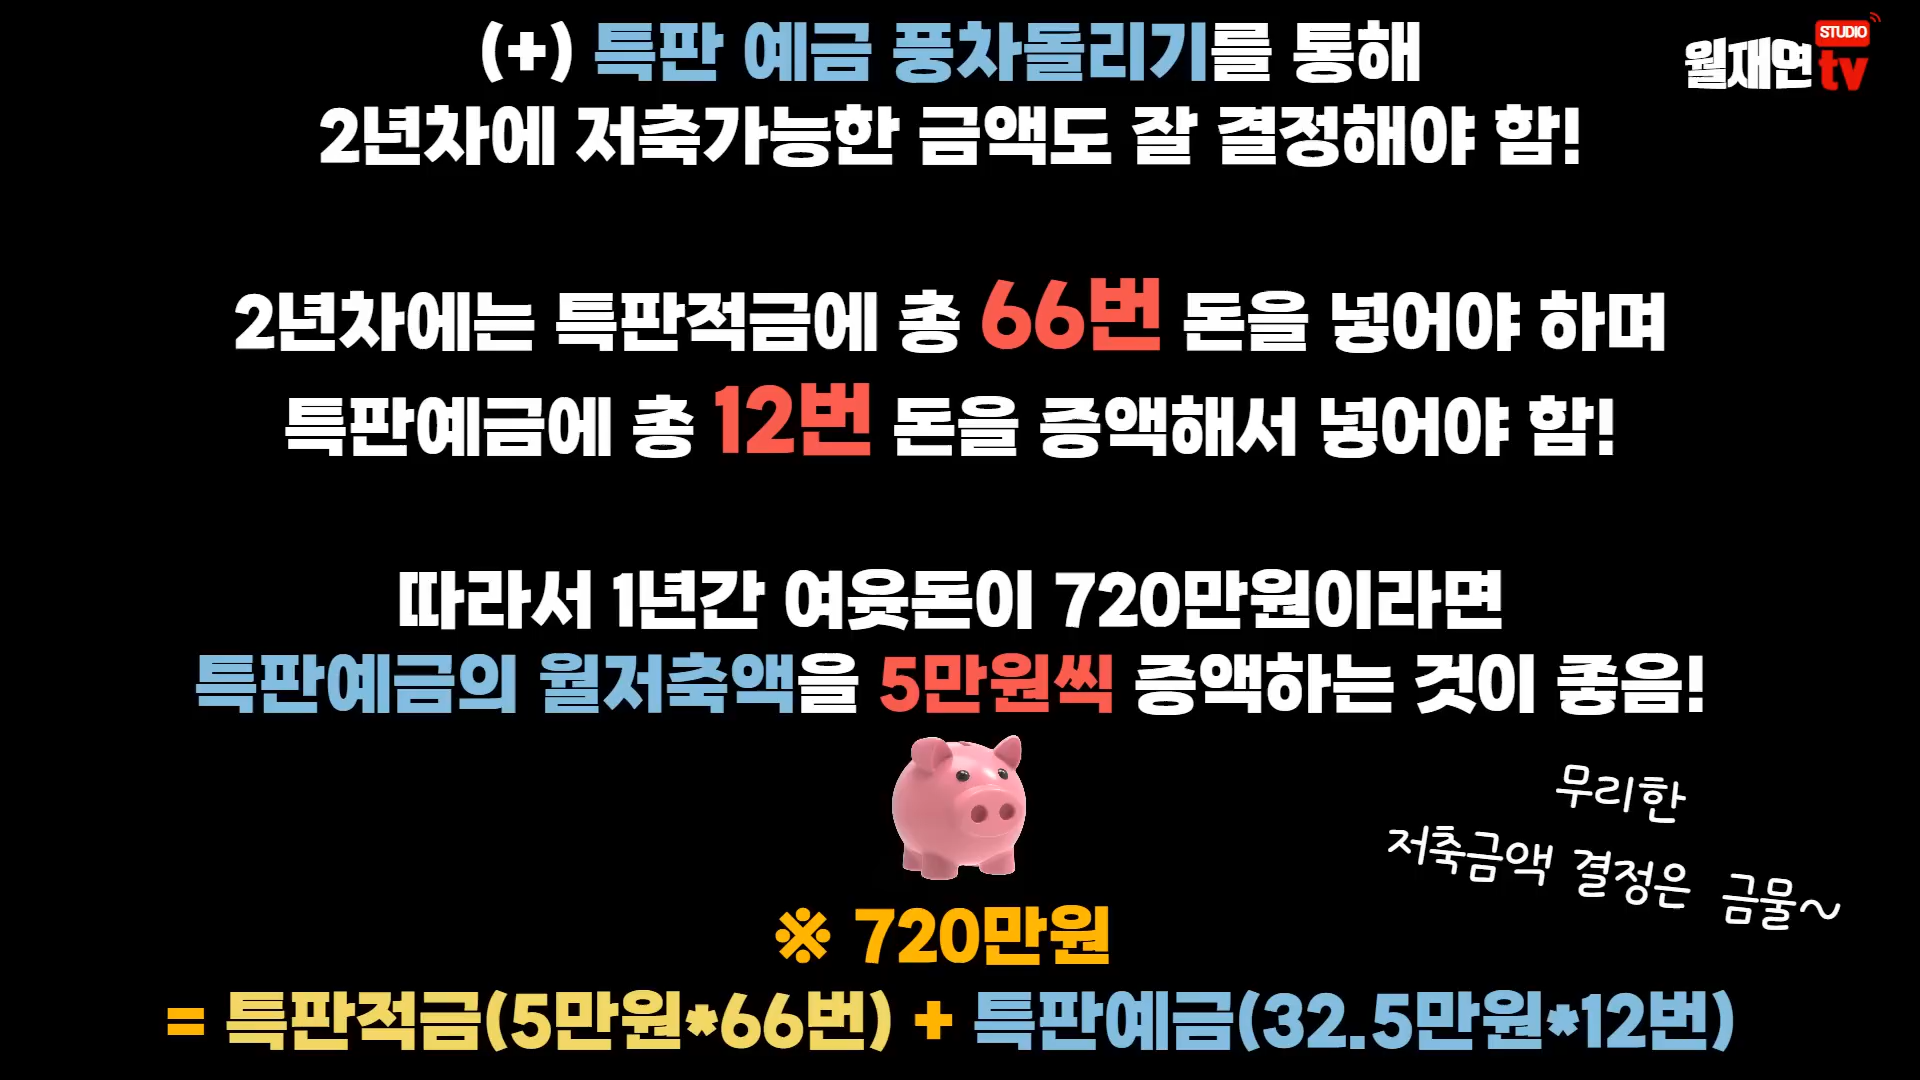 (+) 특판 예금 풍차돌리기를 통해
2년차에 저축가능한 금액도 잘 결정해야 함!
월재연 STUDIO tv
2년차에는 특판적금에 총 66번 돈을 넣어야 하며
특판예금에 총 12번 돈을 증액해서 넣어야 함!
따라서 1년간 여윳돈이 720만원이라면
특판예금의 월저축액을 5만원씩 증액하는 것이 좋음!
무리한
저축금액 결정은 금물~
※ 720만원
= 특판적금(5만원*66번) + 특판예금(32.5만원*12번)